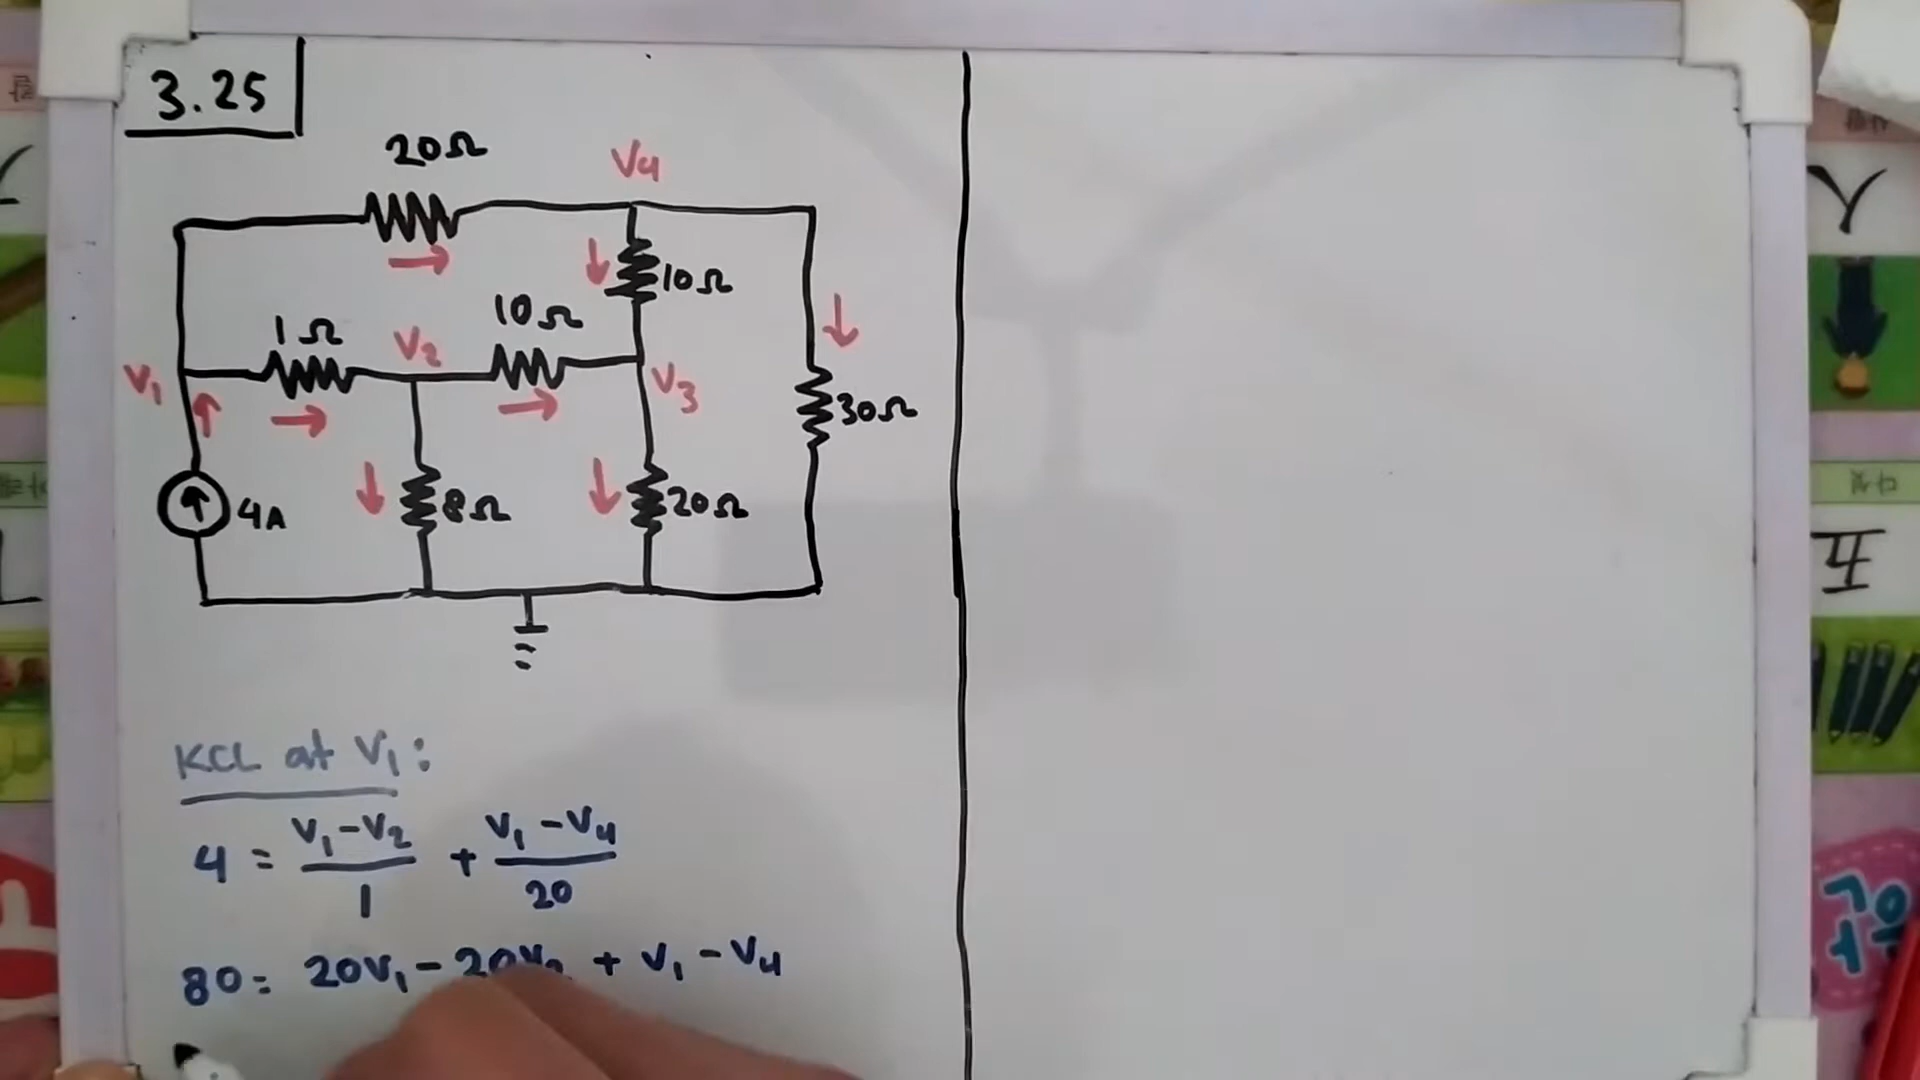 3.25
20Ω
V4
10Ω
10Ω
1Ω
V2
V1
V3
30Ω
4A
8Ω
20Ω
KCL at V1:
4 = (V1 - V2)/1 + (V1 - V4)/20
80 = 20V1 - 20V2 + V1 - V4